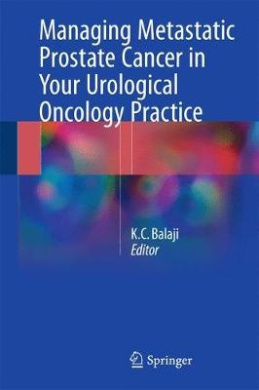 Managing Metastatic
Prostate Cancer in
Your Urological
Oncology Practice
K.C. Balaji
Editor
Springer